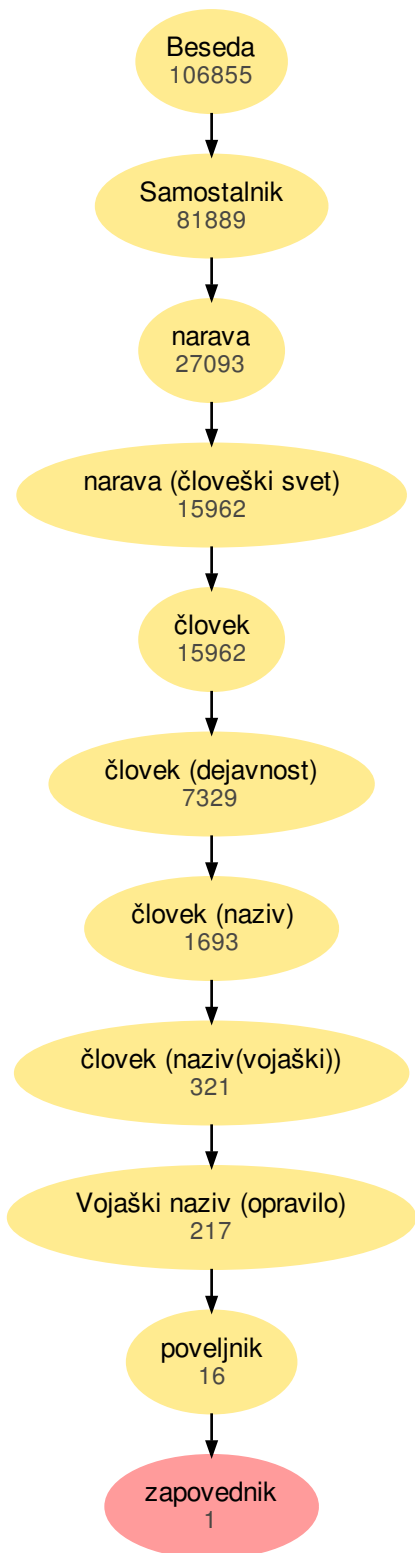 Beseda
106855
Samostalnik
81889
narava
27093
narava (človeški svet)
15962
človek
15962
človek (dejavnost)
7329
človek (naziv)
1693
človek (naziv(vojaški))
321
Vojaški naziv (opravilo)
217
poveljnik
16
zapovednik
1